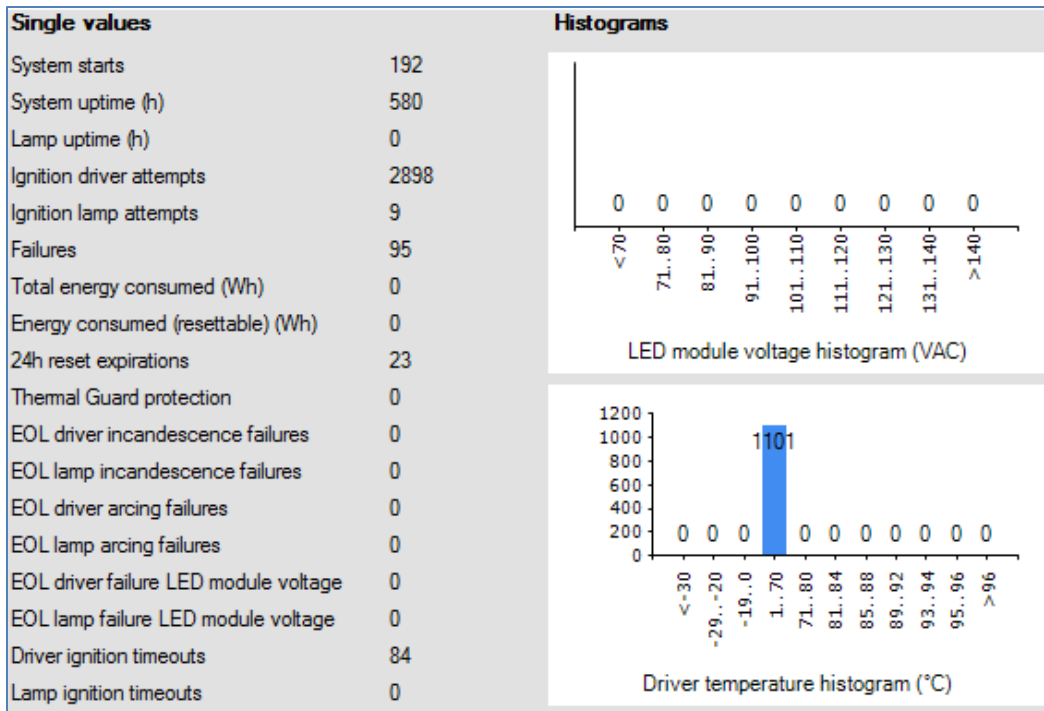 Single values
System starts 192
System uptime (h) 580
Lamp uptime (h) 0
Ignition driver attempts 2898
Ignition lamp attempts 9
Failures 95
Total energy consumed (Wh) 0
Energy consumed (resettable) (Wh) 0
24h reset expirations 23
Thermal Guard protection 0
EOL driver incandescence failures 0
EOL lamp incandescence failures 0
EOL driver arcing failures 0
EOL lamp arcing failures 0
EOL driver failure LED module voltage 0
EOL lamp failure LED module voltage 0
Driver ignition timeouts 84
Lamp ignition timeouts 0
Histograms
0 0 0 0 0 0 0 0 0
<70 71..80 81..90 91..100 101..110 111..120 121..130 131..140 >140
LED module voltage histogram (VAC)
1200
1000
800
600
400
200
0
1101
0 0 0 0 0 0 0 0 0 0
<-30 -29..-20 -19..0 1..70 71..80 81..84 85..88 89..92 93..94 95..96 >96
Driver temperature histogram (°C)